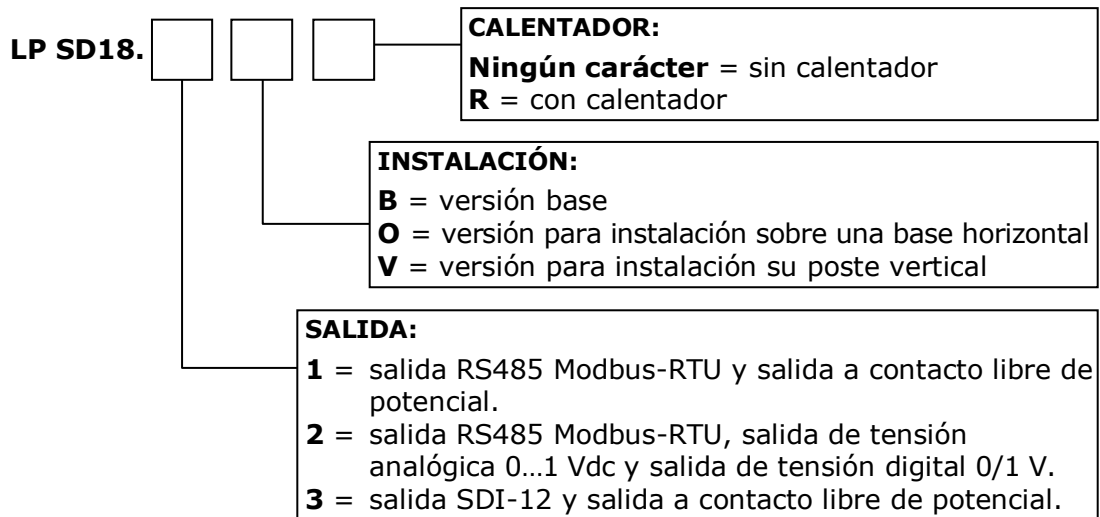 LP SD18.
CALENTADOR:
Ningún carácter = sin calentador
R = con calentador
INSTALACIÓN:
B = versión base
O = versión para instalación sobre una base horizontal
V = versión para instalación su poste vertical
SALIDA:
1 = salida RS485 Modbus-RTU y salida a contacto libre de
potencial.
2 = salida RS485 Modbus-RTU, salida de tensión
analógica 0…1 Vdc y salida de tensión digital 0/1 V.
3 = salida SDI-12 y salida a contacto libre de potencial.